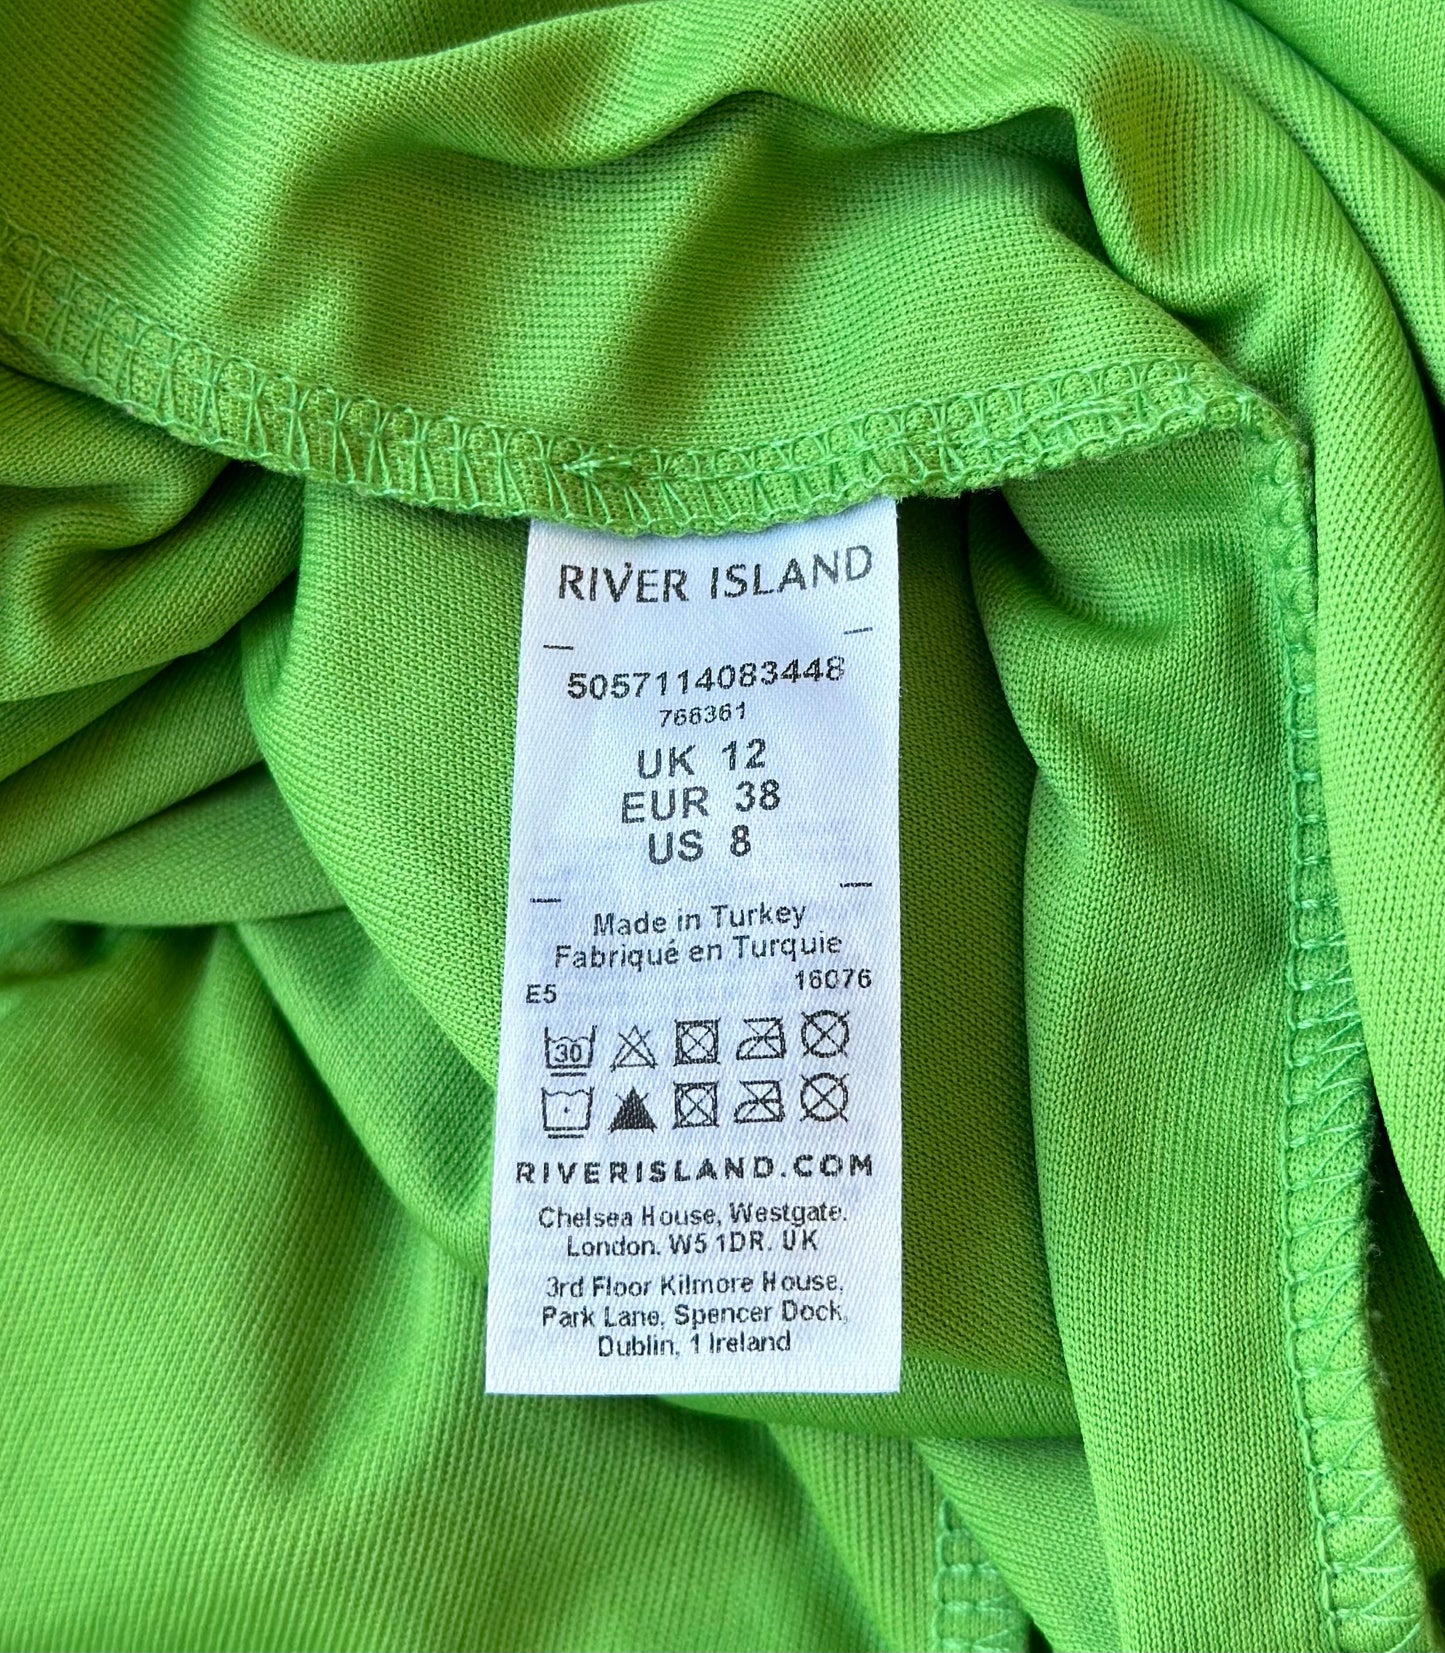 RIVER ISLAND
5057114083448
766361
UK 12
EUR 38
US 8
Made in Turkey
Fabriqué en Turquie
E5 16076
30
RIVERISLAND.COM
Chelsea House, Westgate,
London, W5 1DR. UK
3rd Floor Kilmore House,
Park Lane, Spencer Dock,
Dublin, 1 Ireland